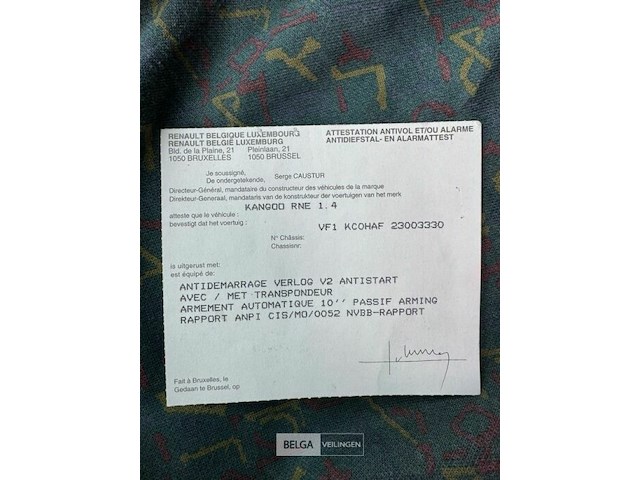 RENAULT BELGIQUE LUXEMBOURG
RENAULT BELGIË LUXEMBURG
Bld. de la Plaine, 21 Pleinlaan, 21
1050 BRUXELLES 1050 BRUSSEL
ATTESTATION ANTIVOL ET/OU ALARME
ANTIDIEFSTAL- EN ALARMATTEST
Je soussigné,
De ondergetekende, Serge CAUSTUR
Directeur-Général, mandataire du constructeur des véhicules de la marque
Direkteur-Generaal, mandataris van de konstrukteur der voertuigen van het merk
KANGOO RNE 1.4
atteste que le véhicule :
bevestigt dat het voertuig :
VF1 KCOHAF 23003330
N° Châssis:
Chassisnr:
is uitgerust met:
est équipé de:
ANTIDEMARRAGE VERLOG V2 ANTISTART
AVEC / MET TRANSPONDEUR
ARMEMENT AUTOMATIQUE 10'' PASSIF ARMING
RAPPORT ANPI CIS/MO/0052 NVBB-RAPPORT
Fait à Bruxelles, le
Gedaan te Brussel, op
BELGA VEILINGEN